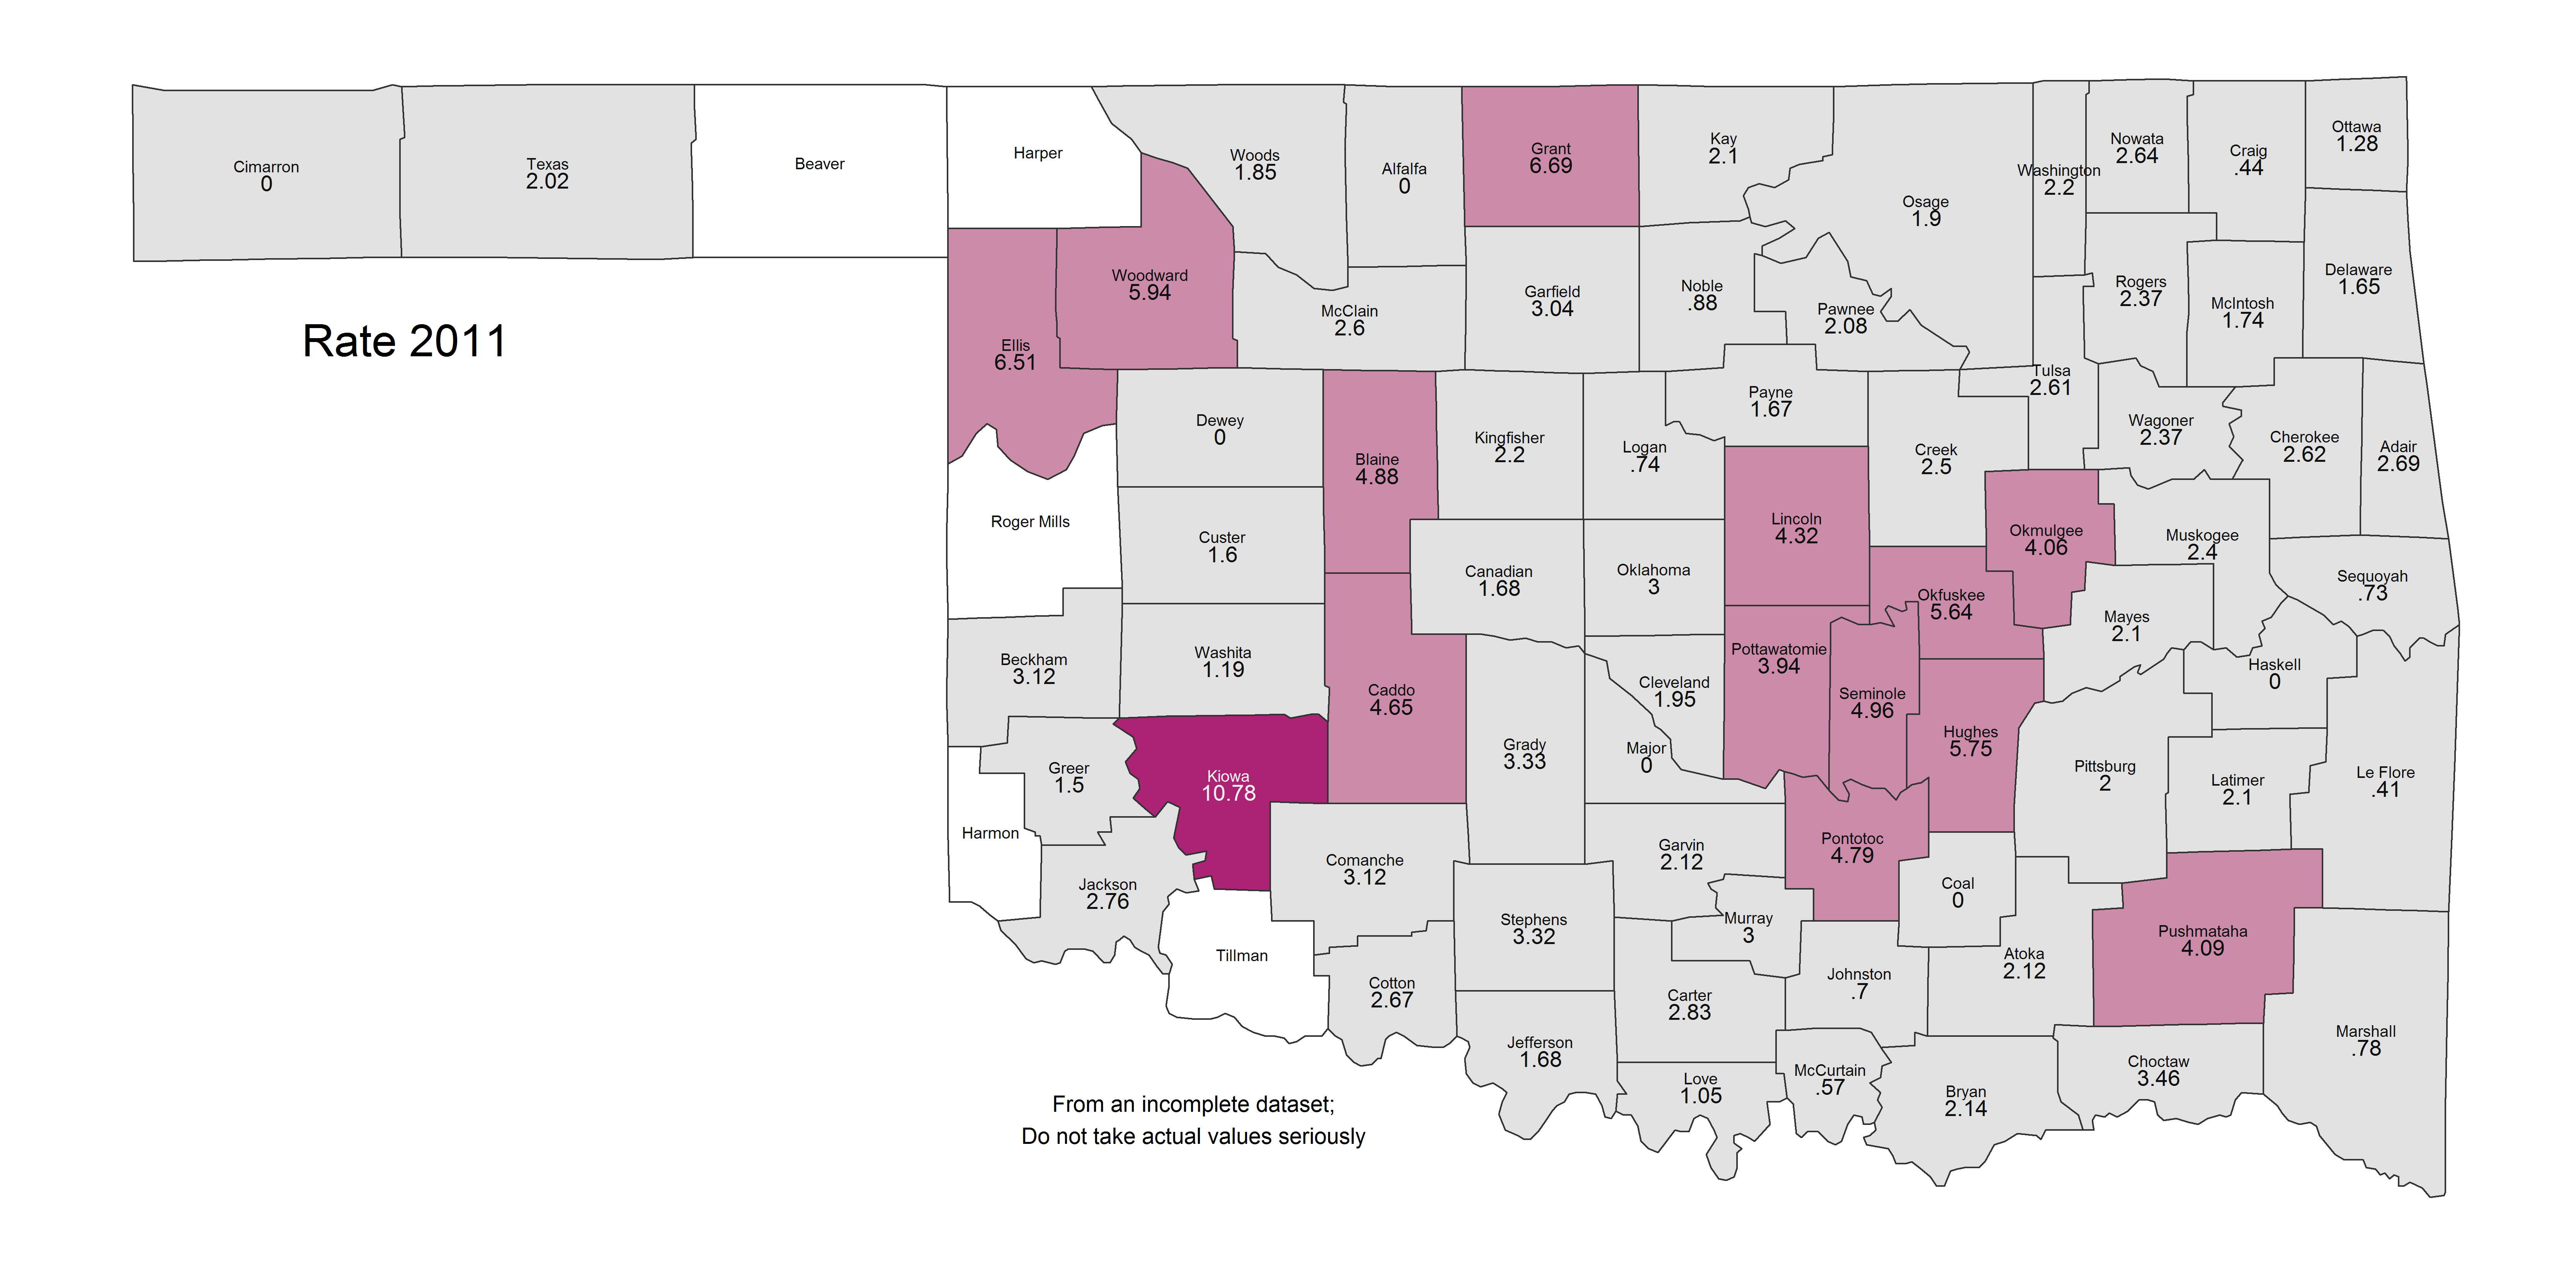 Cimarron
0
Texas
2.02
Beaver
Harper
Woods
1.85
Alfalfa
0
Grant
6.69
Kay
2.1
Osage
1.9
Washington
2.2
Nowata
2.64
Craig
.44
Ottawa
1.28
Rate 2011
Ellis
6.51
Woodward
5.94
McClain
2.6
Garfield
3.04
Noble
.88
Pawnee
2.08
Rogers
2.37
McIntosh
1.74
Delaware
1.65
Dewey
0
Blaine
4.88
Kingfisher
2.2
Logan
.74
Payne
1.67
Creek
2.5
Tulsa
2.61
Wagoner
2.37
Cherokee
2.62
Adair
2.69
Roger Mills
Custer
1.6
Canadian
1.68
Oklahoma
3
Lincoln
4.32
Okmulgee
4.06
Muskogee
2.4
Sequoyah
.73
Beckham
3.12
Washita
1.19
Caddo
4.65
Cleveland
1.95
Pottawatomie
3.94
Seminole
4.96
Okfuskee
5.64
Mayes
2.1
Haskell
0
Greer
1.5
Kiowa
10.78
Grady
3.33
Major
0
Hughes
5.75
Pittsburg
2
Latimer
2.1
Le Flore
.41
Harmon
Jackson
2.76
Comanche
3.12
Garvin
2.12
Pontotoc
4.79
Coal
0
Tillman
Cotton
2.67
Stephens
3.32
Murray
3
Johnston
.7
Atoka
2.12
Pushmataha
4.09
Jefferson
1.68
Carter
2.83
Love
1.05
McCurtain
.57
Bryan
2.14
Choctaw
3.46
Marshall
.78
From an incomplete dataset;
Do not take actual values seriously